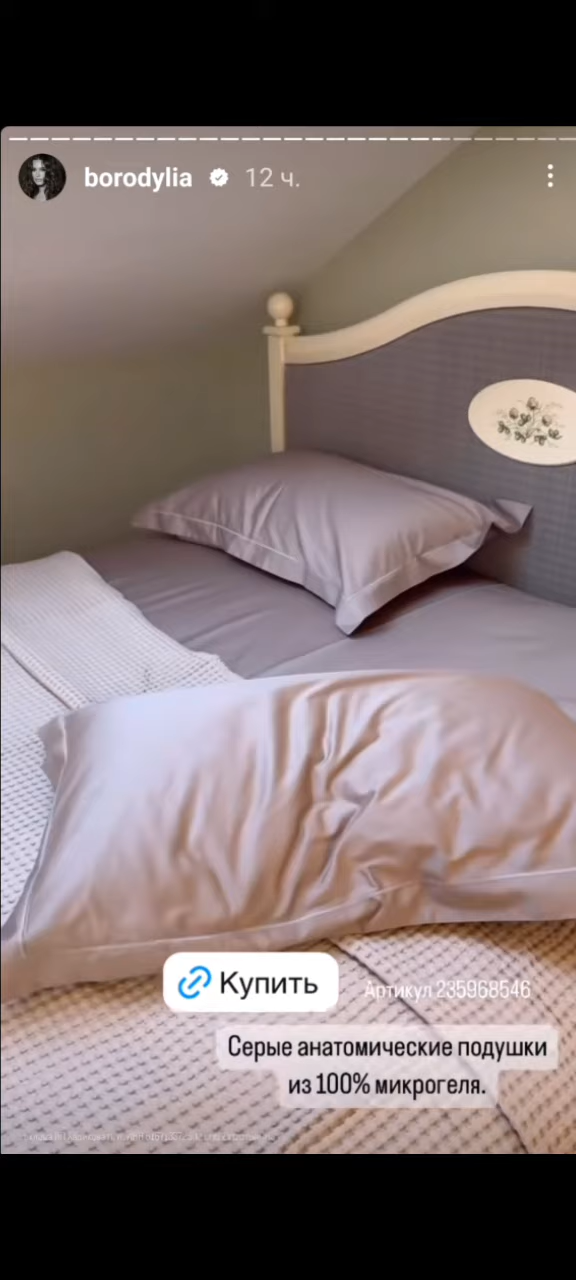 borodylia 12 ч.
Купить
Артикул 235968546
Серые анатомические подушки
из 100% микрогеля.